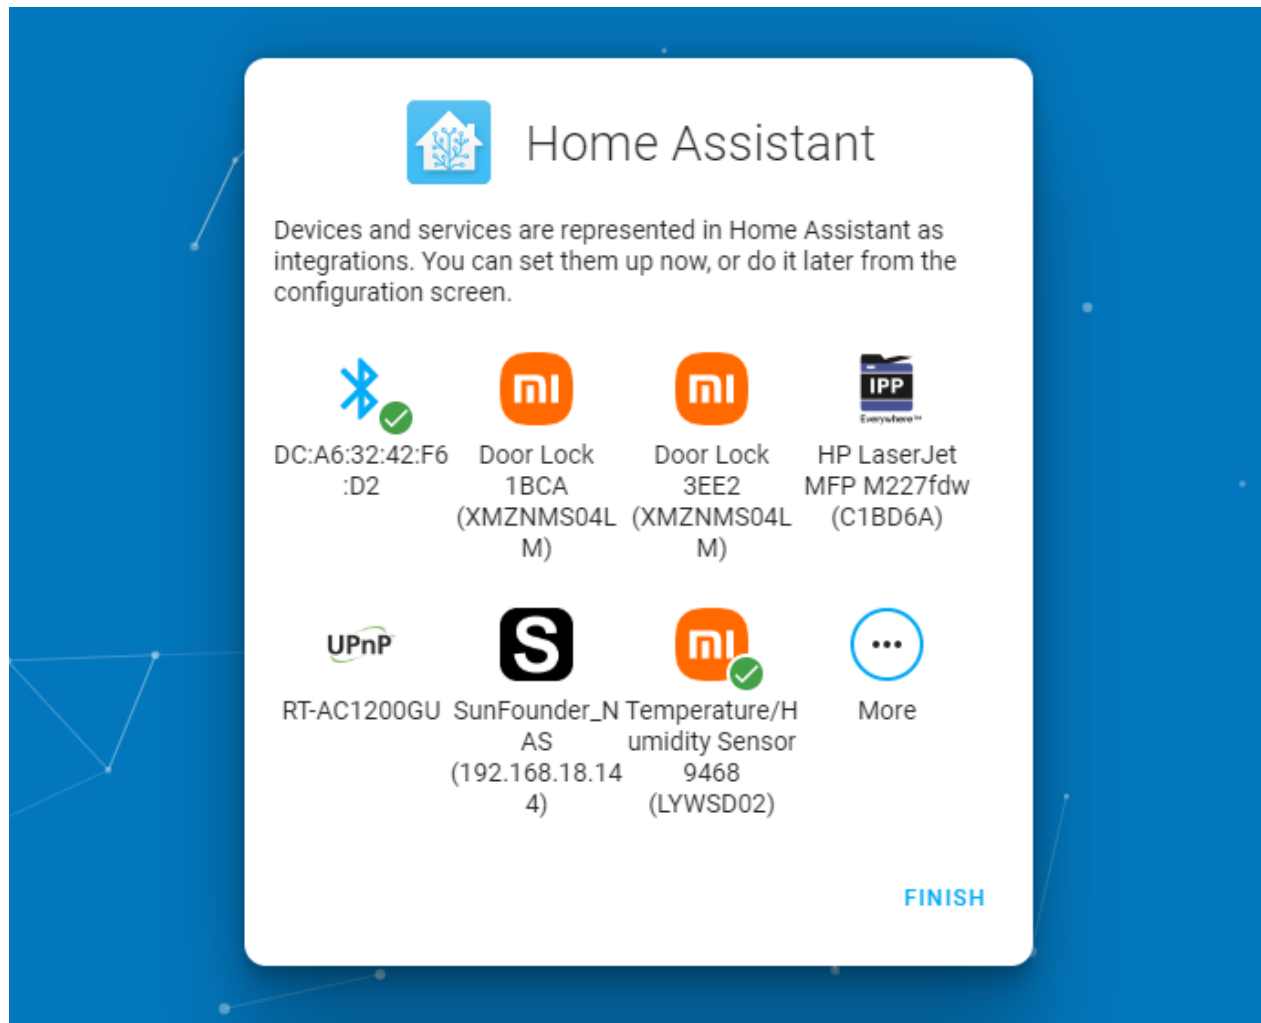 Home Assistant
Devices and services are represented in Home Assistant as
integrations. You can set them up now, or do it later from the
configuration screen.
mi
mi
IPP
Everywhere™
DC:A6:32:42:F6
:D2
Door Lock
1BCA
(XMZNMS04L
M)
Door Lock
3EE2
(XMZNMS04L
M)
HP LaserJet
MFP M227fdw
(C1BD6A)
UPnP
S
mi
RT-AC1200GU
SunFounder_N
AS
(192.168.18.14
4)
Temperature/H
umidity Sensor
9468
(LYWSD02)
More
FINISH